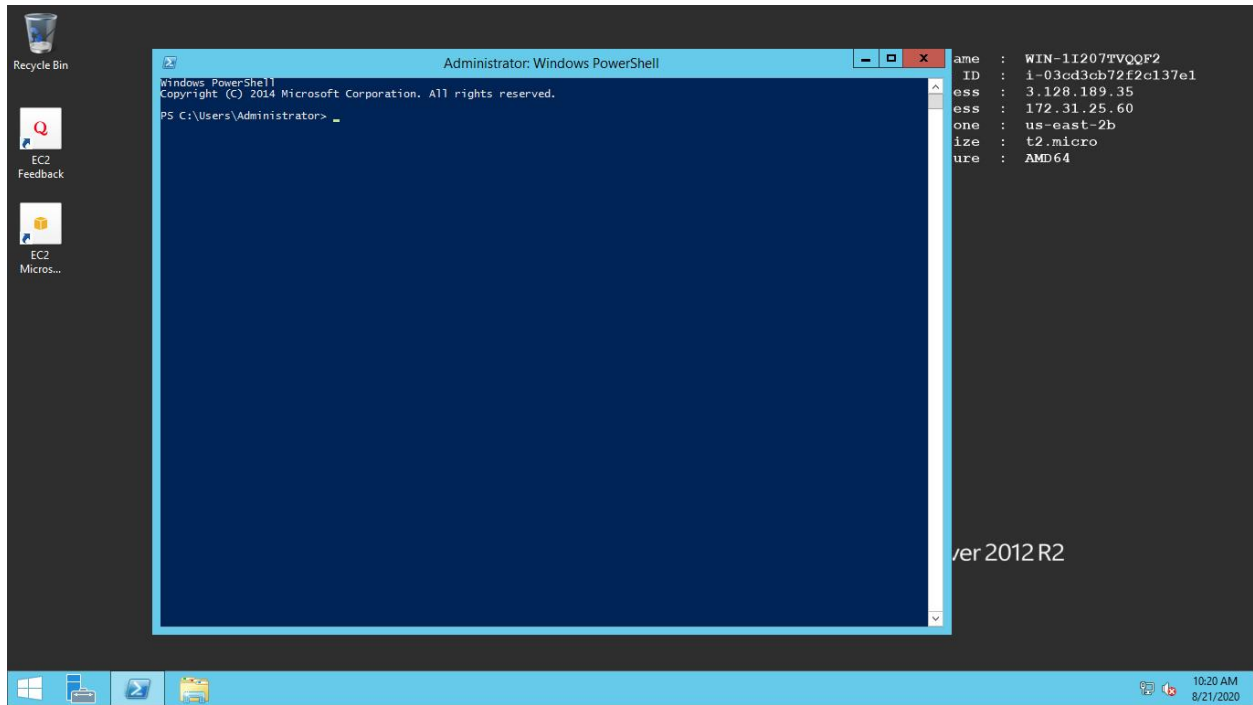 Recycle Bin
Q
EC2
Feedback
EC2
Micros...
Administrator: Windows PowerShell
Windows PowerShell
Copyright (C) 2014 Microsoft Corporation. All rights reserved.
PS C:\Users\Administrator> _
ame : WIN-1I207TVQQF2
ID : i-03cd3cb72f2c137e1
ess : 3.128.189.35
ess : 172.31.25.60
one : us-east-2b
ize : t2.micro
ure : AMD64
ver 2012 R2
10:20 AM
8/21/2020